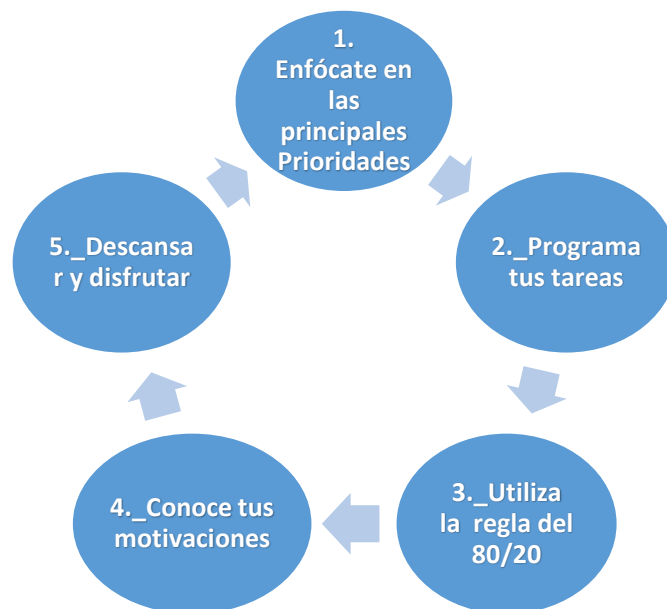 1.
Enfócate en
las
principales
Prioridades
2._Programa
tus tareas
3._Utiliza
la  regla del
80/20
4._Conoce tus
motivaciones
5._Descansa
r y disfrutar